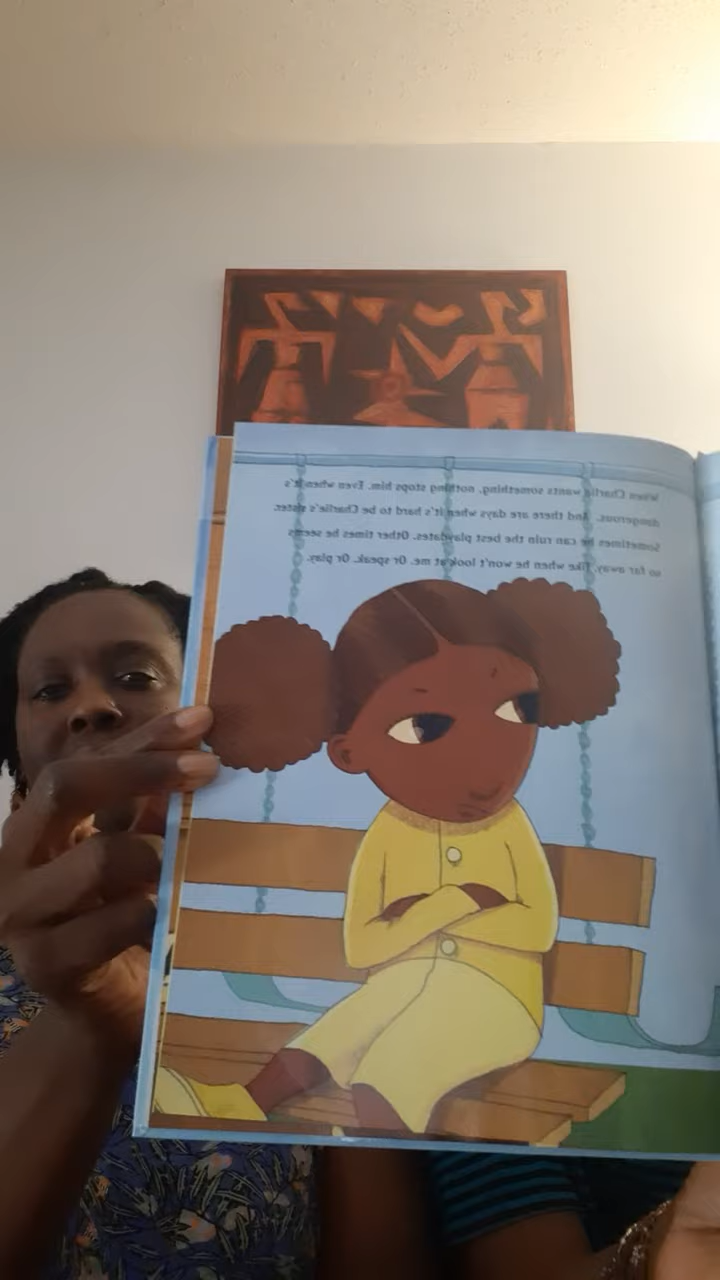 When Charlie wants something, nothing stops him. Even when it's
dangerous. And there are days when it's hard to be Charlie's sister.
Sometimes he can ruin the best playdates. Other times he seems
so far away, like when he won't look at me. Or speak. Or play.